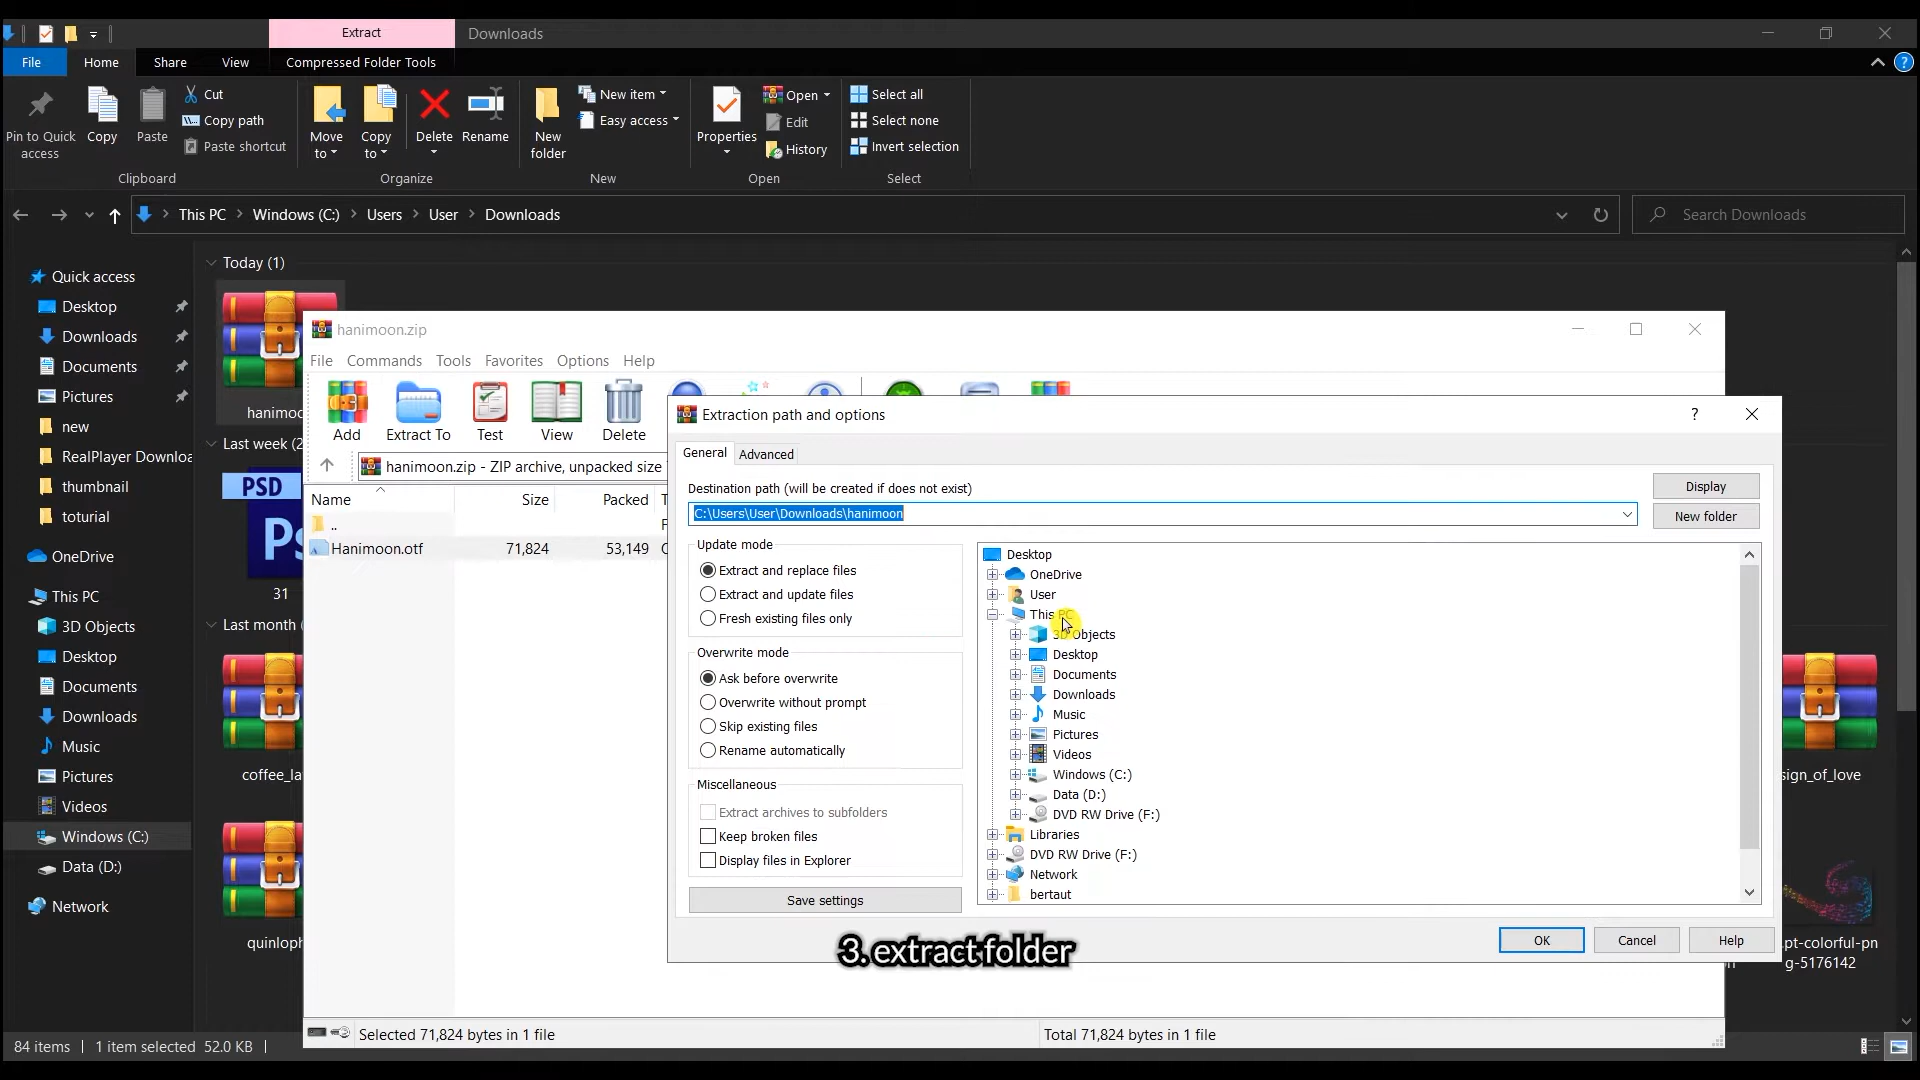 Extract
Downloads
File
Home
Share
View
Compressed Folder Tools
Pin to Quick access
Copy
Paste
Cut
Copy path
Paste shortcut
Clipboard
Move to
Copy to
Delete
Rename
Organize
New folder
New item
Easy access
New
Properties
Open
Edit
History
Open
Select all
Select none
Invert selection
Select
This PC > Windows (C:) > Users > User > Downloads
Search Downloads
Quick access
Desktop
Downloads
Documents
Pictures
new
RealPlayer Downloa
thumbnail
toturial
OneDrive
This PC
3D Objects
Desktop
Documents
Downloads
Music
Pictures
Videos
Windows (C:)
Data (D:)
Network
Today (1)
hanimoo
Last week (2
PSD
31
Last month (
coffee_la
quinloph
sign_of_love
pt-colorful-pn
g-5176142
hanimoon.zip
File
Commands
Tools
Favorites
Options
Help
Add
Extract To
Test
View
Delete
hanimoon.zip - ZIP archive, unpacked size
Name
Size
Packed
..
Hanimoon.otf
71,824
53,149
Selected 71,824 bytes in 1 file
Total 71,824 bytes in 1 file
Extraction path and options
?
General
Advanced
Destination path (will be created if does not exist)
C:\Users\User\Downloads\hanimoon
Display
New folder
Update mode
Extract and replace files
Extract and update files
Fresh existing files only
Overwrite mode
Ask before overwrite
Overwrite without prompt
Skip existing files
Rename automatically
Miscellaneous
Extract archives to subfolders
Keep broken files
Display files in Explorer
Save settings
Desktop
OneDrive
User
This PC
3D Objects
Desktop
Documents
Downloads
Music
Pictures
Videos
Windows (C:)
Data (D:)
DVD RW Drive (F:)
Libraries
DVD RW Drive (F:)
Network
bertaut
OK
Cancel
Help
3. extract folder
84 items
1 item selected 52.0 KB